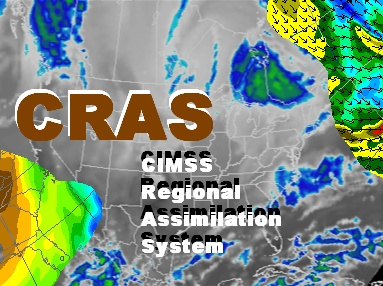 CRAS
CIMSS
Regional
Assimilation
System